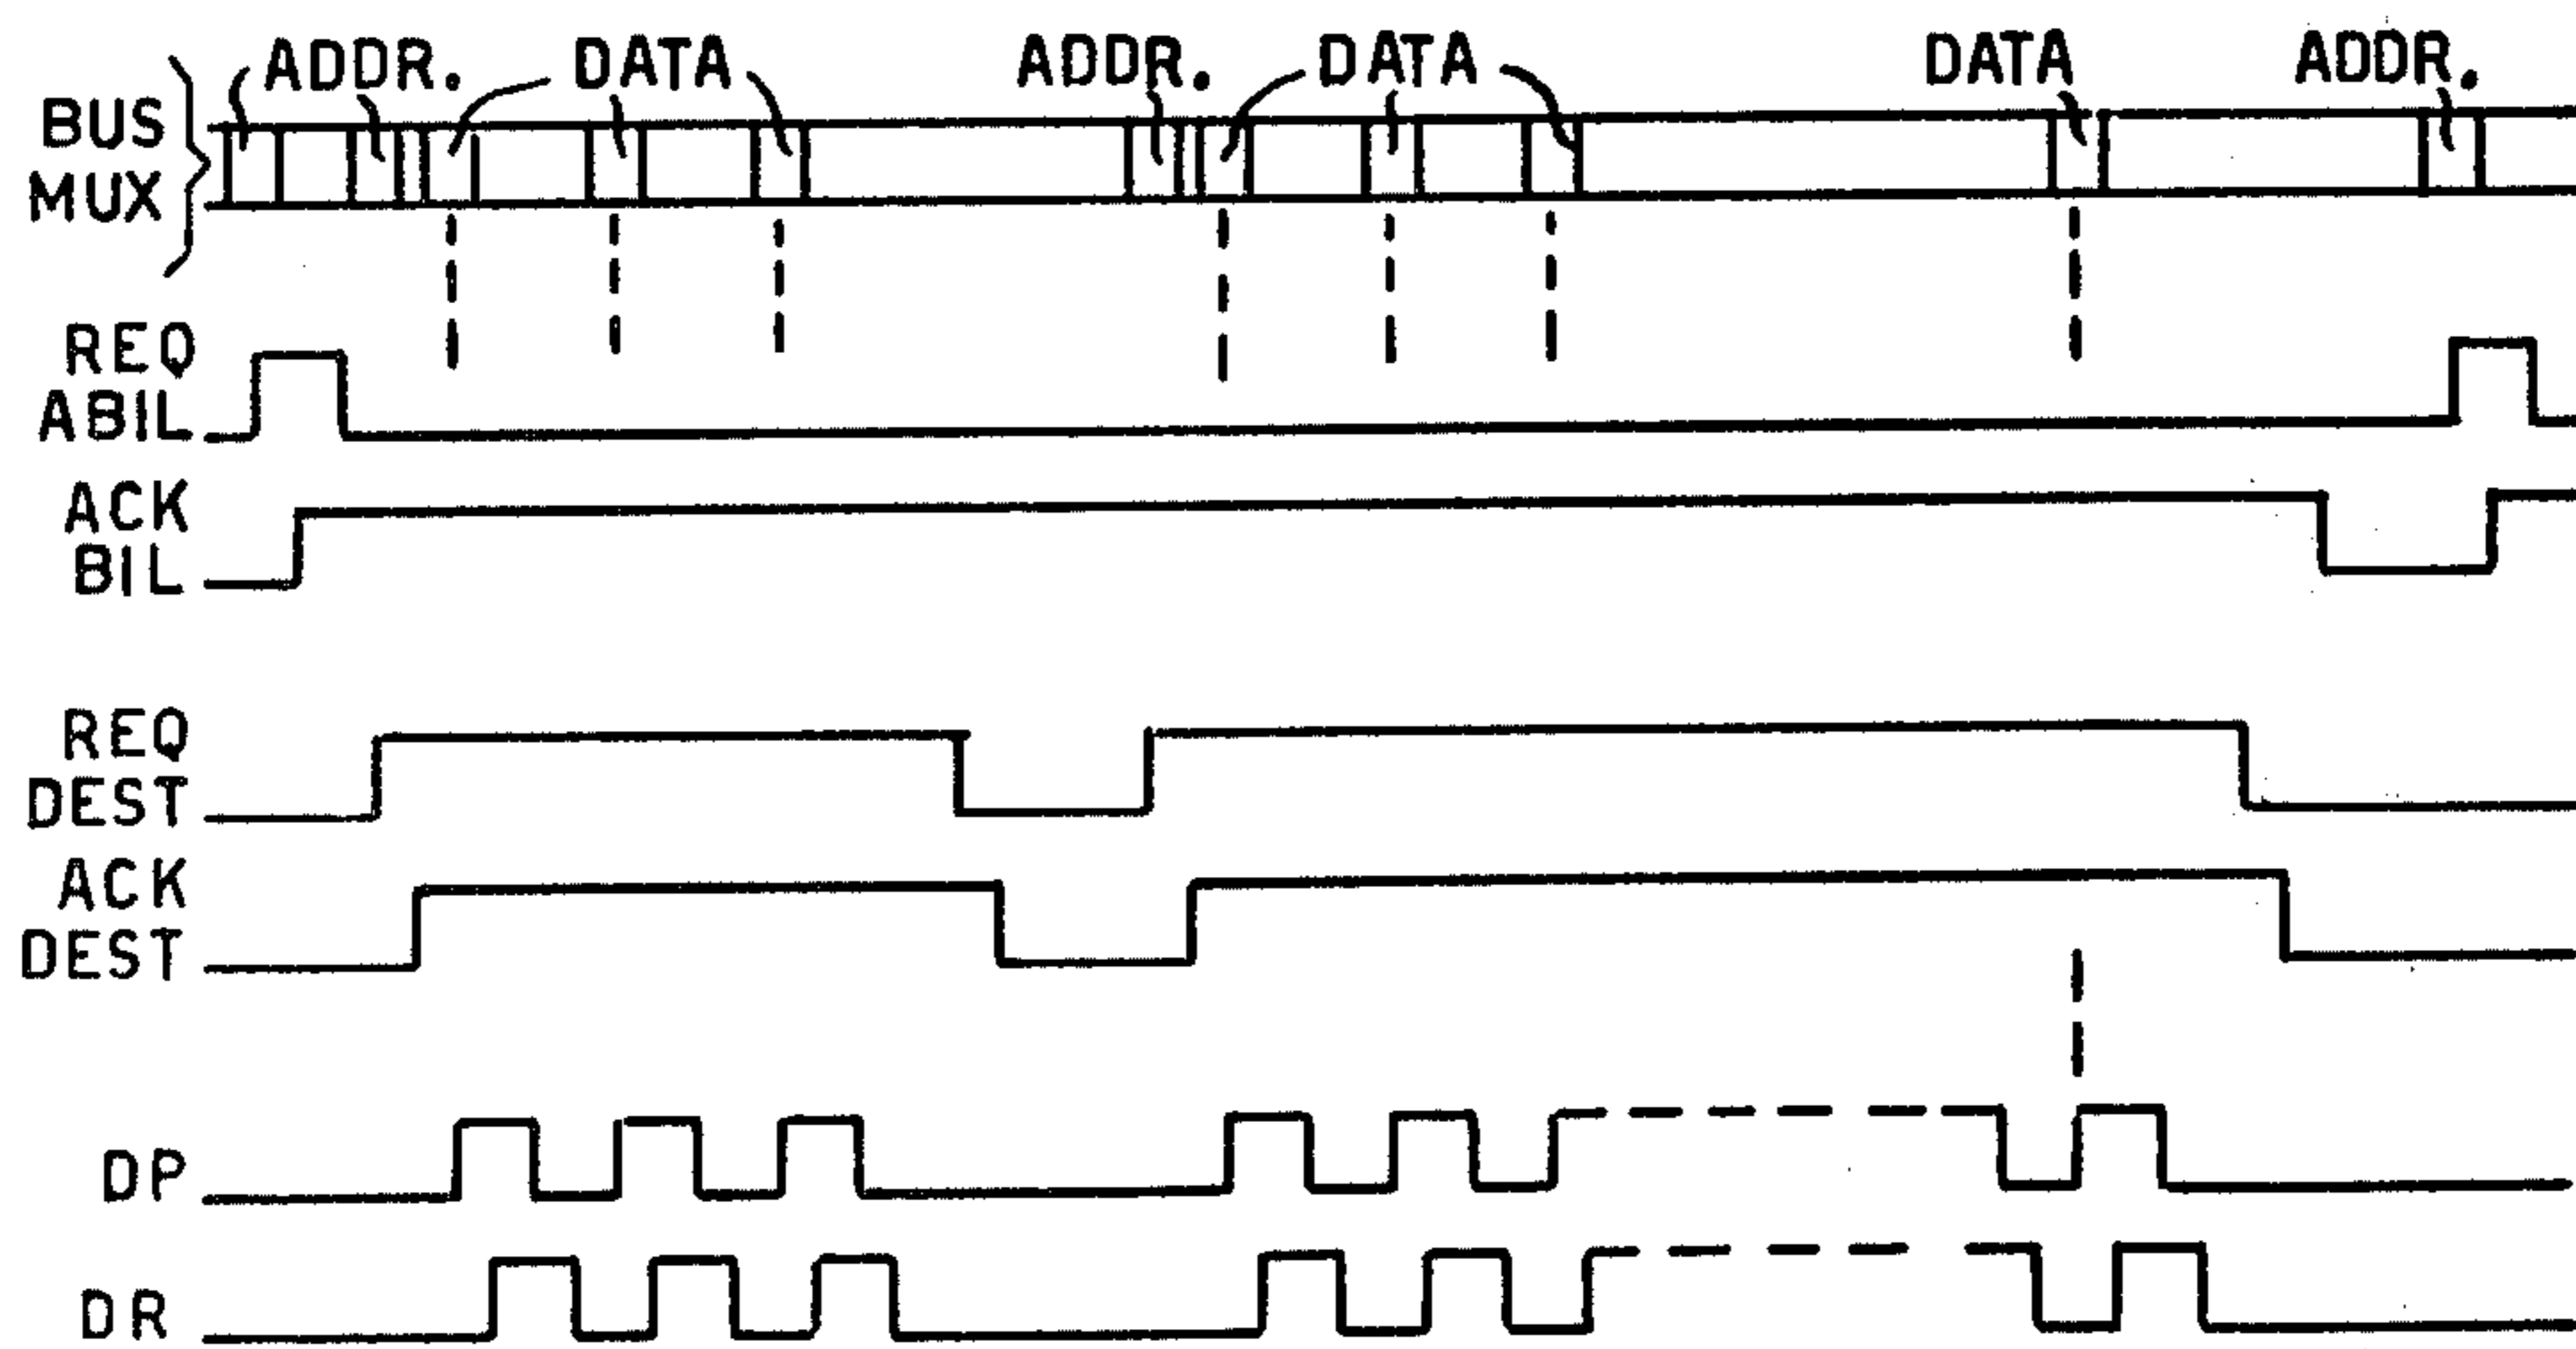 ADDR. DATA ADDR. DATA DATA ADDR.
BUS
MUX
REQ
ABIL
ACK
BIL
REQ
DEST
ACK
DEST
DP
DR